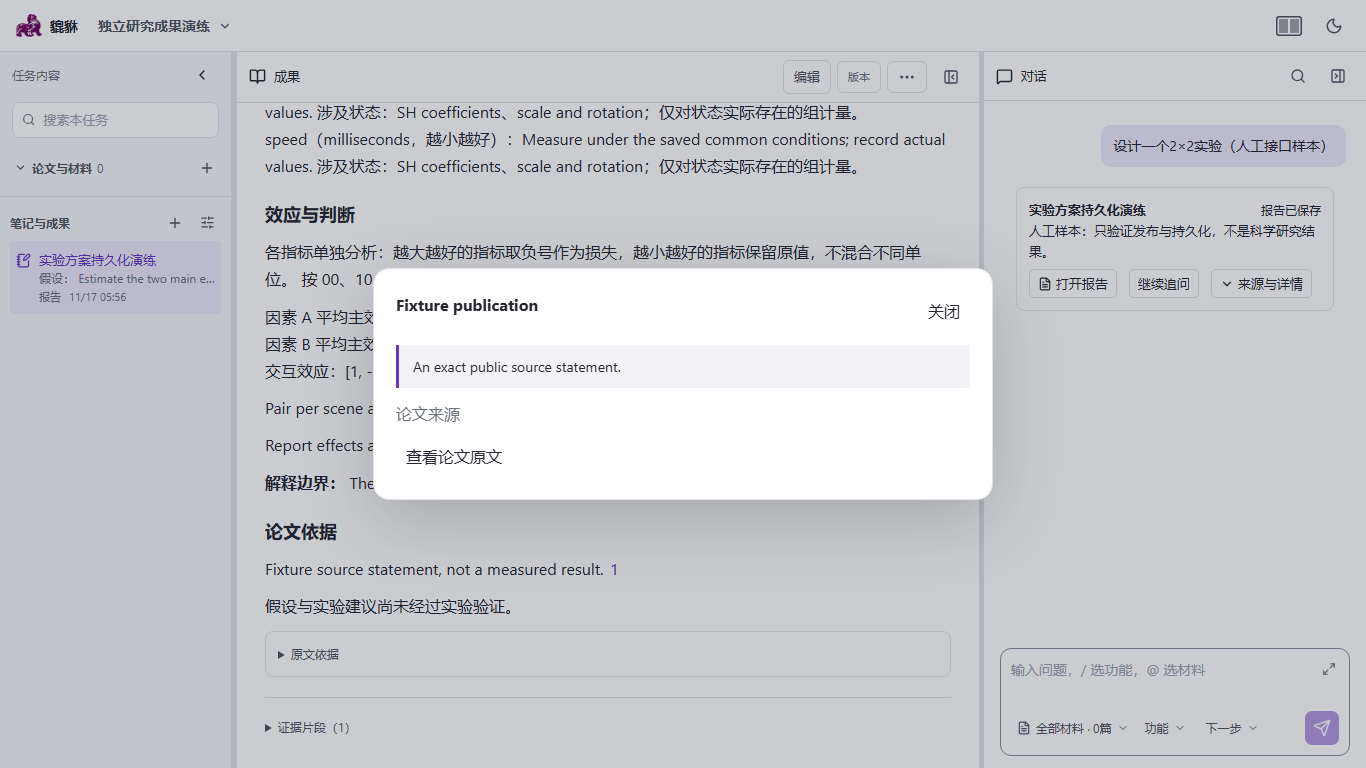 貔貅 独立研究成果演练
任务内容
搜索本任务
论文与材料 0
笔记与成果
实验方案持久化演练
假设： Estimate the two main e...
报告 11/17 05:56
成果 编辑 版本
values. 涉及状态：SH coefficients、scale and rotation；仅对状态实际存在的组计量。
speed（milliseconds，越小越好）：Measure under the saved common conditions; record actual
values. 涉及状态：SH coefficients、scale and rotation；仅对状态实际存在的组计量。
效应与判断
各指标单独分析：越大越好的指标取负号作为损失，越小越好的指标保留原值，不混合不同单
位。 按 00、10
因素 A 平均主效
因素 B 平均主效
交互效应：[1, -
Pair per scene a
Report effects a
解释边界： The
Fixture publication
关闭
An exact public source statement.
论文来源
查看论文原文
论文依据
Fixture source statement, not a measured result. 1
假设与实验建议尚未经过实验验证。
原文依据
证据片段（1）
对话
设计一个2×2实验（人工接口样本）
实验方案持久化演练 报告已保存
人工样本：只验证发布与持久化，不是科学研究结
果。
打开报告 继续追问 来源与详情
输入问题，/ 选功能，@ 选材料
全部材料 · 0篇 功能 下一步